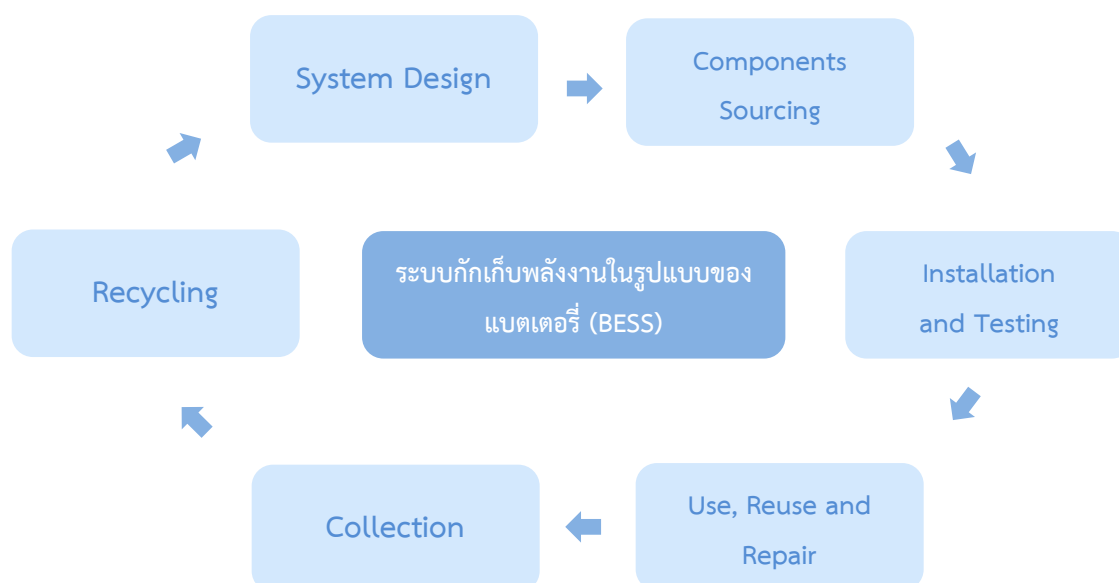 System Design
Components
Sourcing
Recycling
ระบบกักเก็บพลังงานในรูปแบบของ
แบตเตอรี่ (BESS)
Installation
and Testing
Collection
Use, Reuse and
Repair